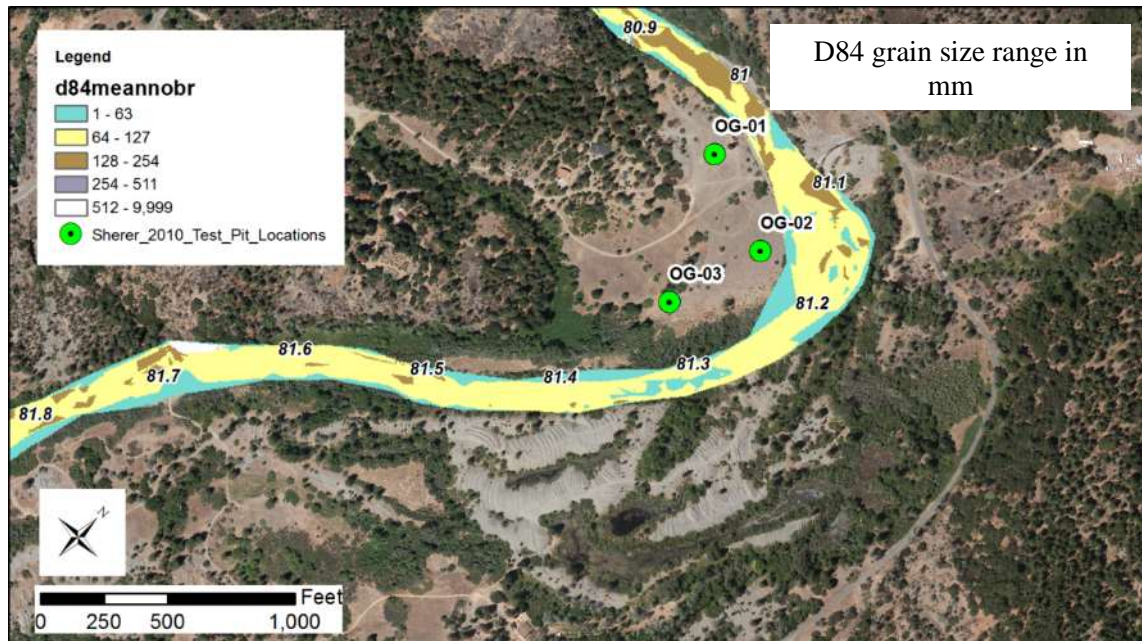 Legend
d84meannobr
1 - 63
64 - 127
128 - 254
254 - 511
512 - 9,999
Sherer_2010_Test_Pit_Locations
D84 grain size range in
mm
80.9
81
OG-01
81.1
OG-02
OG-03
81.2
81.3
81.4
81.5
81.6
81.7
81.8
N
Feet
0 250 500 1,000